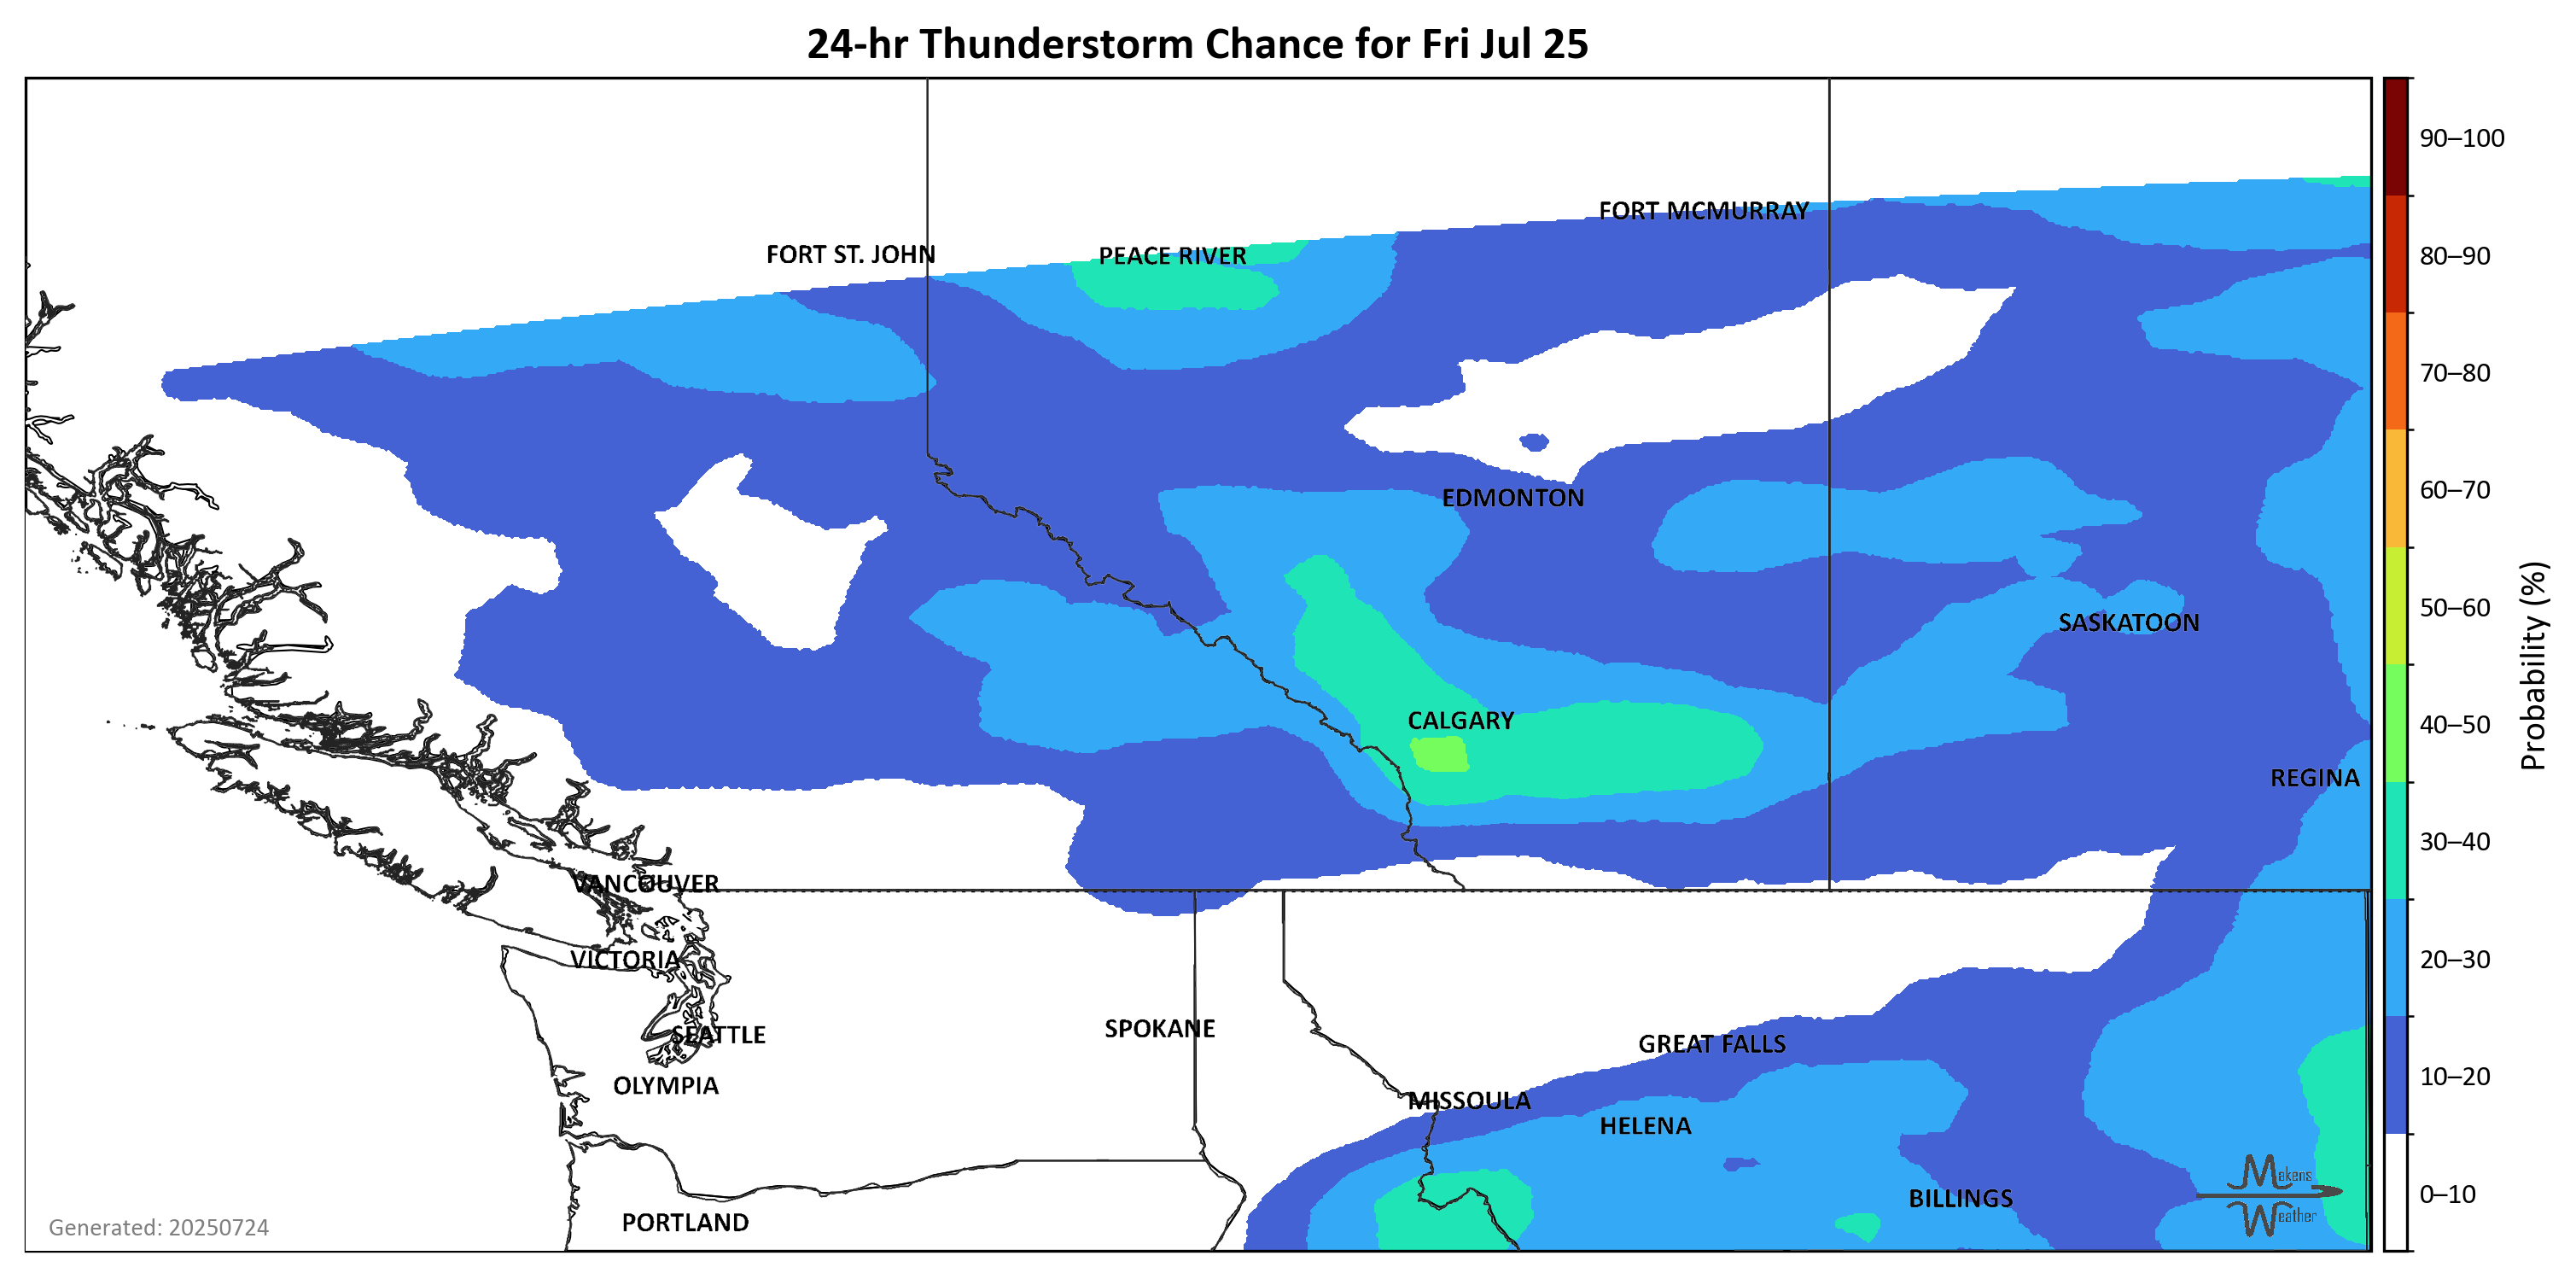 24-hr Thunderstorm Chance for Fri Jul 25
90–100
FORT MCMURRAY
FORT ST. JOHN
PEACE RIVER
80–90
70–80
60–70
EDMONTON
50–60
SASKATOON
Probability (%)
CALGARY
40–50
REGINA
30–40
VANCOUVER
VICTORIA
20–30
SPOKANE
SEATTLE
GREAT FALLS
10–20
OLYMPIA
MISSOULA
HELENA
Makens
0–10
BILLINGS
Weather
PORTLAND
Generated: 20250724